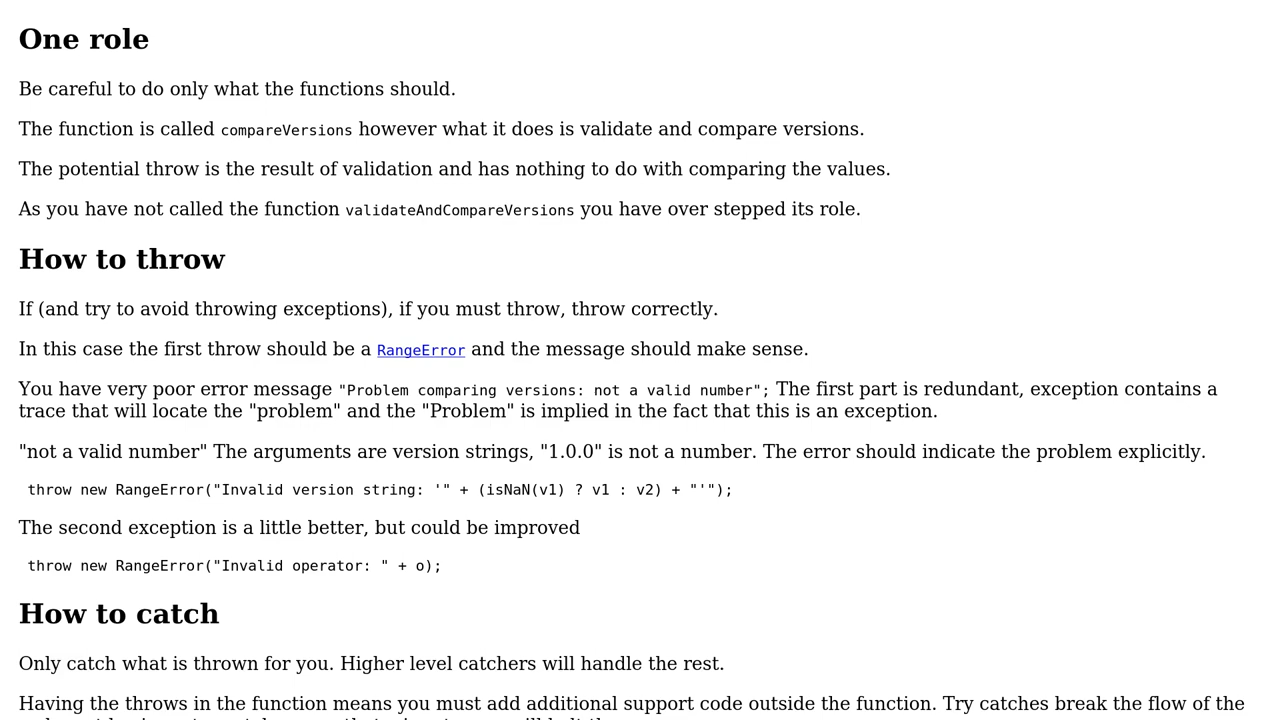 One role
Be careful to do only what the functions should.
The function is called compareVersions however what it does is validate and compare versions.
The potential throw is the result of validation and has nothing to do with comparing the values.
As you have not called the function validateAndCompareVersions you have over stepped its role.
How to throw
If (and try to avoid throwing exceptions), if you must throw, throw correctly.
In this case the first throw should be a RangeError and the message should make sense.
You have very poor error message "Problem comparing versions: not a valid number"; The first part is redundant, exception contains a
trace that will locate the "problem" and the "Problem" is implied in the fact that this is an exception.
"not a valid number" The arguments are version strings, "1.0.0" is not a number. The error should indicate the problem explicitly.
throw new RangeError("Invalid version string: '" + (isNaN(v1) ? v1 : v2) + "'");
The second exception is a little better, but could be improved
throw new RangeError("Invalid operator: " + o);
How to catch
Only catch what is thrown for you. Higher level catchers will handle the rest.
Having the throws in the function means you must add additional support code outside the function. Try catches break the flow of the